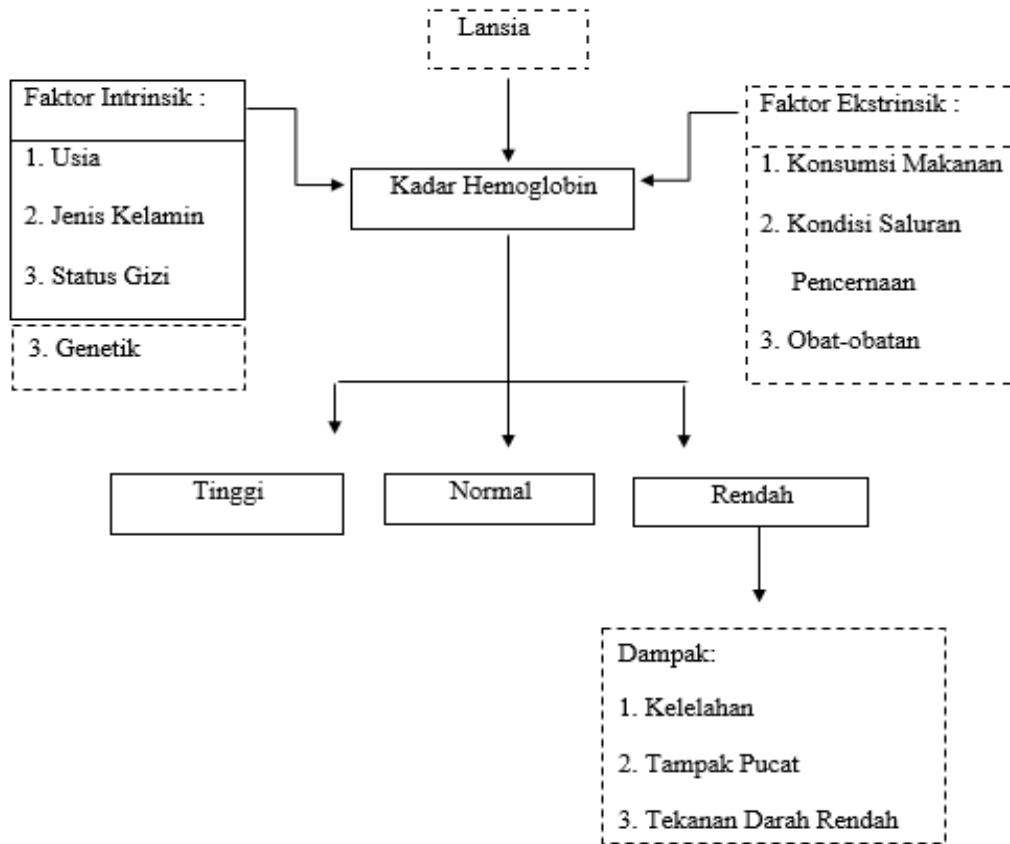 Lansia
Faktor Intrinsik :
1. Usia
2. Jenis Kelamin
3. Status Gizi
3. Genetik
Kadar Hemoglobin
Faktor Ekstrinsik :
1. Konsumsi Makanan
2. Kondisi Saluran
Pencernaan
3. Obat-obatan
Tinggi
Normal
Rendah
Dampak:
1. Kelelahan
2. Tampak Pucat
3. Tekanan Darah Rendah